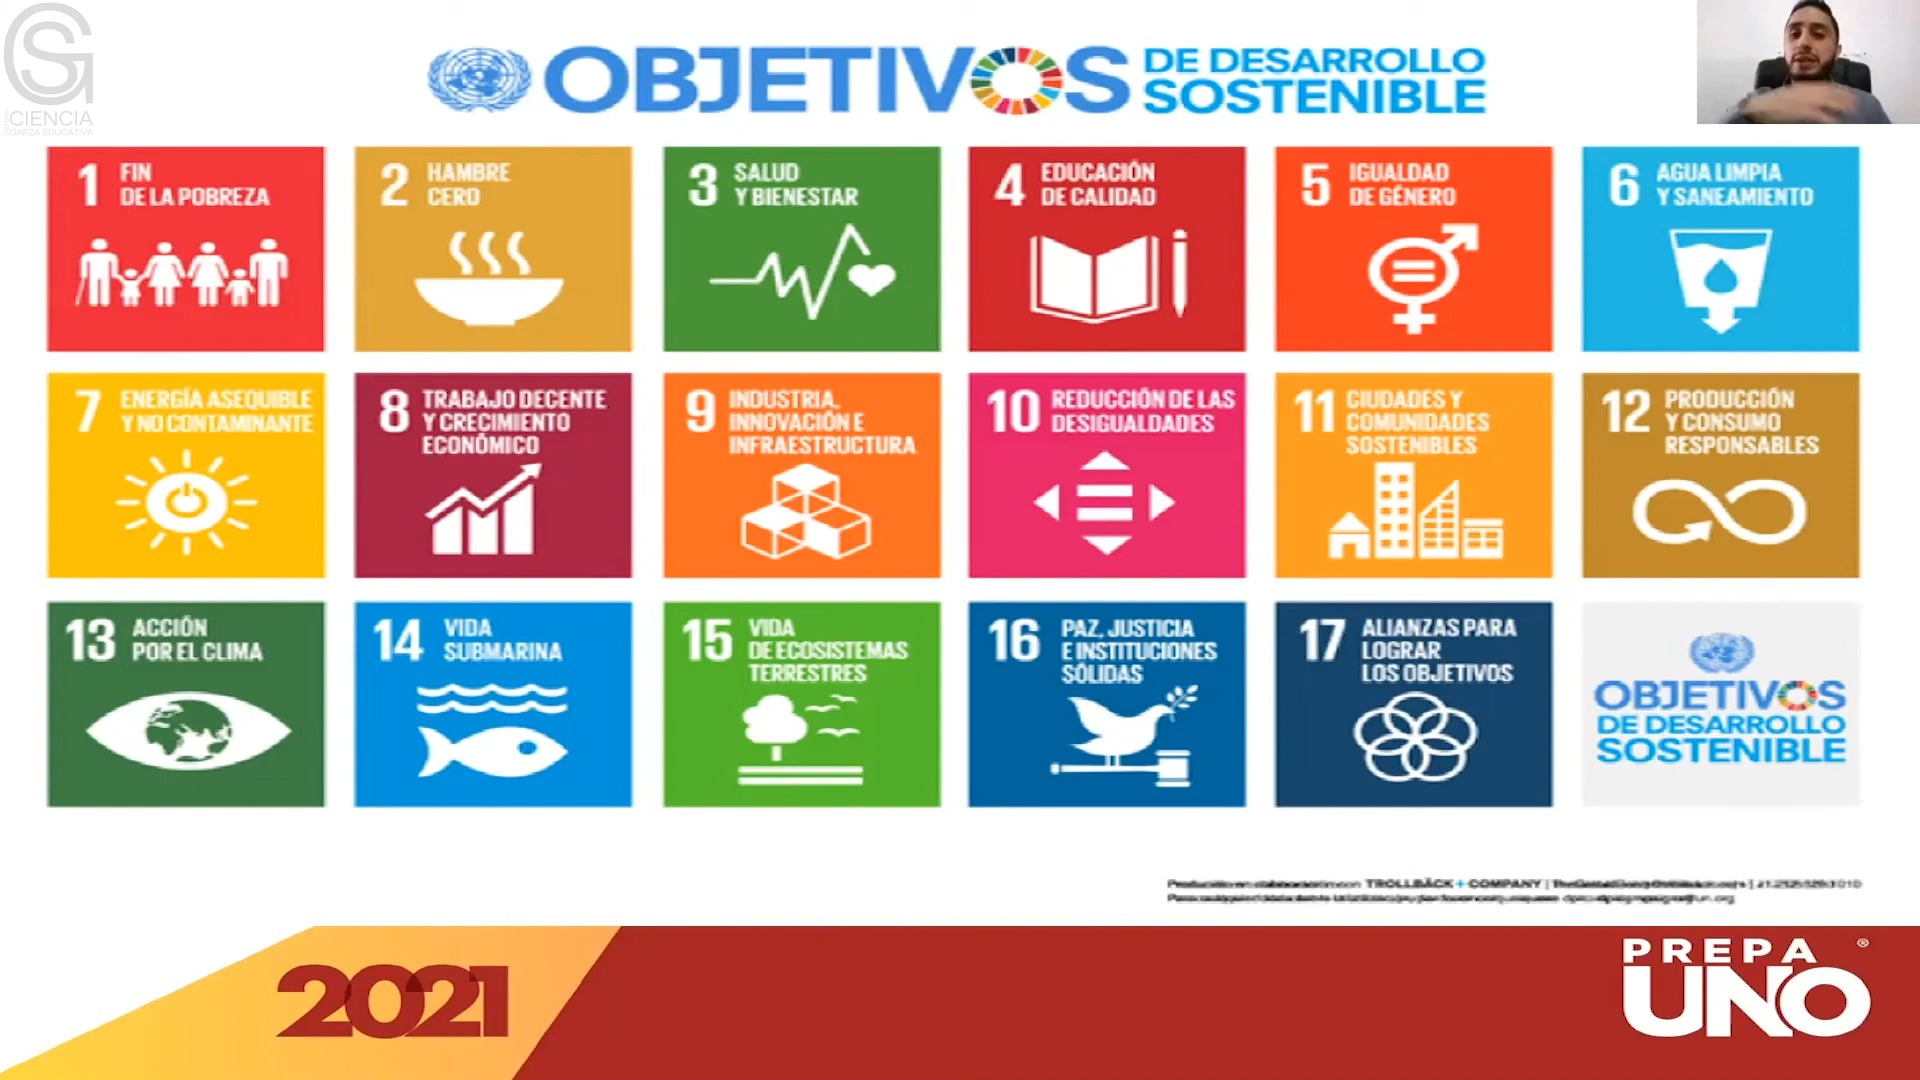 CIENCIA
GARZA EDUCATIVA
OBJETIVOS
DE DESARROLLO
SOSTENIBLE
1 FIN
DE LA POBREZA
2 HAMBRE
CERO
3 SALUD
Y BIENESTAR
4 EDUCACIÓN
DE CALIDAD
5 IGUALDAD
DE GÉNERO
6 AGUA LIMPIA
Y SANEAMIENTO
7 ENERGÍA ASEQUIBLE
Y NO CONTAMINANTE
8 TRABAJO DECENTE
Y CRECIMIENTO
ECONÓMICO
9 INDUSTRIA,
INNOVACIÓN E
INFRAESTRUCTURA
10 REDUCCIÓN DE LAS
DESIGUALDADES
11 CIUDADES Y
COMUNIDADES
SOSTENIBLES
12 PRODUCCIÓN
Y CONSUMO
RESPONSABLES
13 ACCIÓN
POR EL CLIMA
14 VIDA
SUBMARINA
15 VIDA
DE ECOSISTEMAS
TERRESTRES
16 PAZ, JUSTICIA
E INSTITUCIONES
SÓLIDAS
17 ALIANZAS PARA
LOGRAR
LOS OBJETIVOS
OBJETIVOS
DE DESARROLLO
SOSTENIBLE
TROLLBÄCK+COMPANY
2021
PREPA ®
UNO